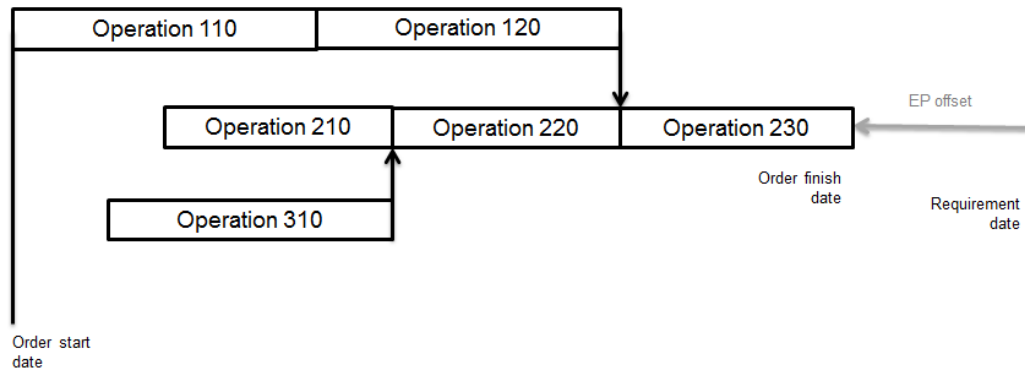 Operation 110
Operation 120
EP offset
Operation 210
Operation 220
Operation 230
Order finish
date
Requirement
date
Operation 310
Order start
date